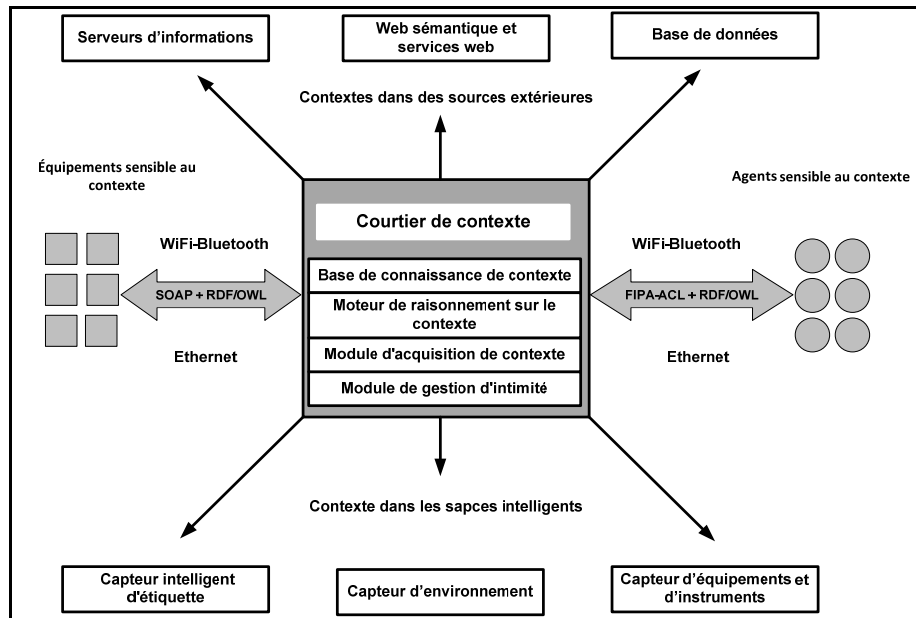 Serveurs d'informations
Web sémantique et
services web
Base de données
Contextes dans des sources extérieures
Équipements sensible au
contexte
Agents sensible au contexte
Courtier de contexte
WiFi-Bluetooth
WiFi-Bluetooth
Base de connaissance de contexte
SOAP + RDF/OWL
FIPA-ACL + RDF/OWL
Moteur de raisonnement sur le
contexte
Ethernet
Ethernet
Module d'acquisition de contexte
Module de gestion d'intimité
Contexte dans les sapces intelligents
Capteur intelligent
d'étiquette
Capteur d'environnement
Capteur d'équipements et
d'instruments